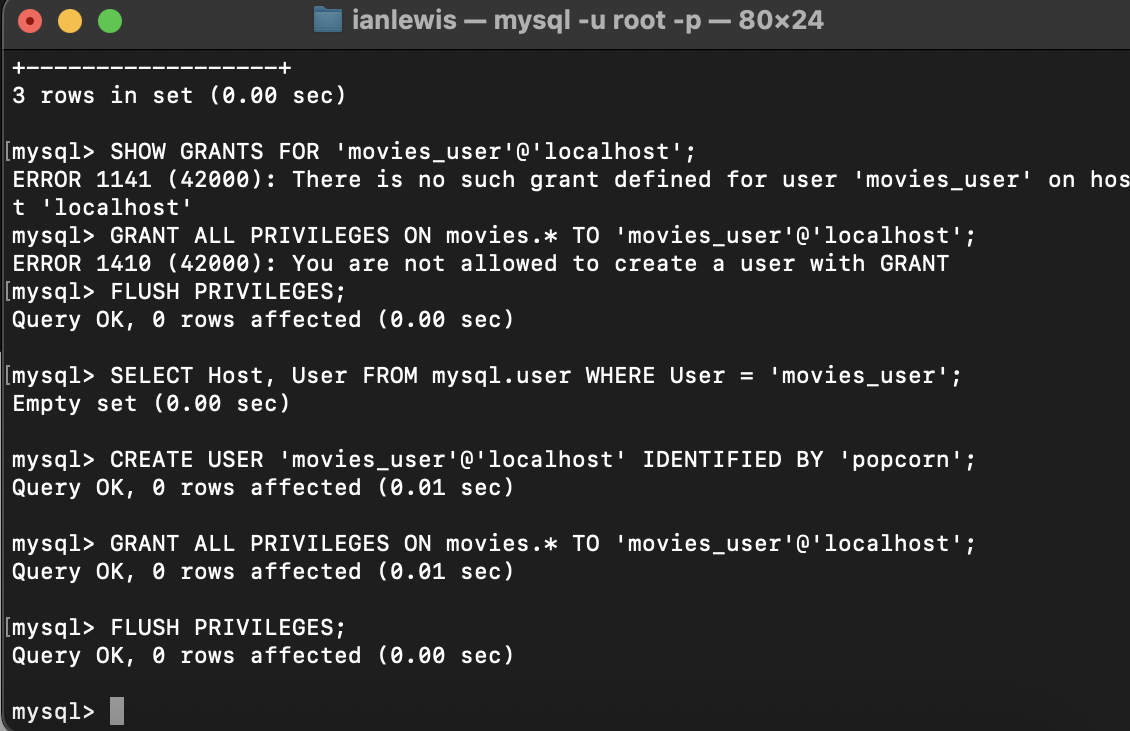 ianlewis — mysql -u root -p — 80×24
+------------------+
3 rows in set (0.00 sec)
[mysql> SHOW GRANTS FOR 'movies_user'@'localhost';
ERROR 1141 (42000): There is no such grant defined for user 'movies_user' on hos
t 'localhost'
mysql> GRANT ALL PRIVILEGES ON movies.* TO 'movies_user'@'localhost';
ERROR 1410 (42000): You are not allowed to create a user with GRANT
[mysql> FLUSH PRIVILEGES;
Query OK, 0 rows affected (0.00 sec)
[mysql> SELECT Host, User FROM mysql.user WHERE User = 'movies_user';
Empty set (0.00 sec)
mysql> CREATE USER 'movies_user'@'localhost' IDENTIFIED BY 'popcorn';
Query OK, 0 rows affected (0.01 sec)
mysql> GRANT ALL PRIVILEGES ON movies.* TO 'movies_user'@'localhost';
Query OK, 0 rows affected (0.01 sec)
[mysql> FLUSH PRIVILEGES;
Query OK, 0 rows affected (0.00 sec)
mysql>